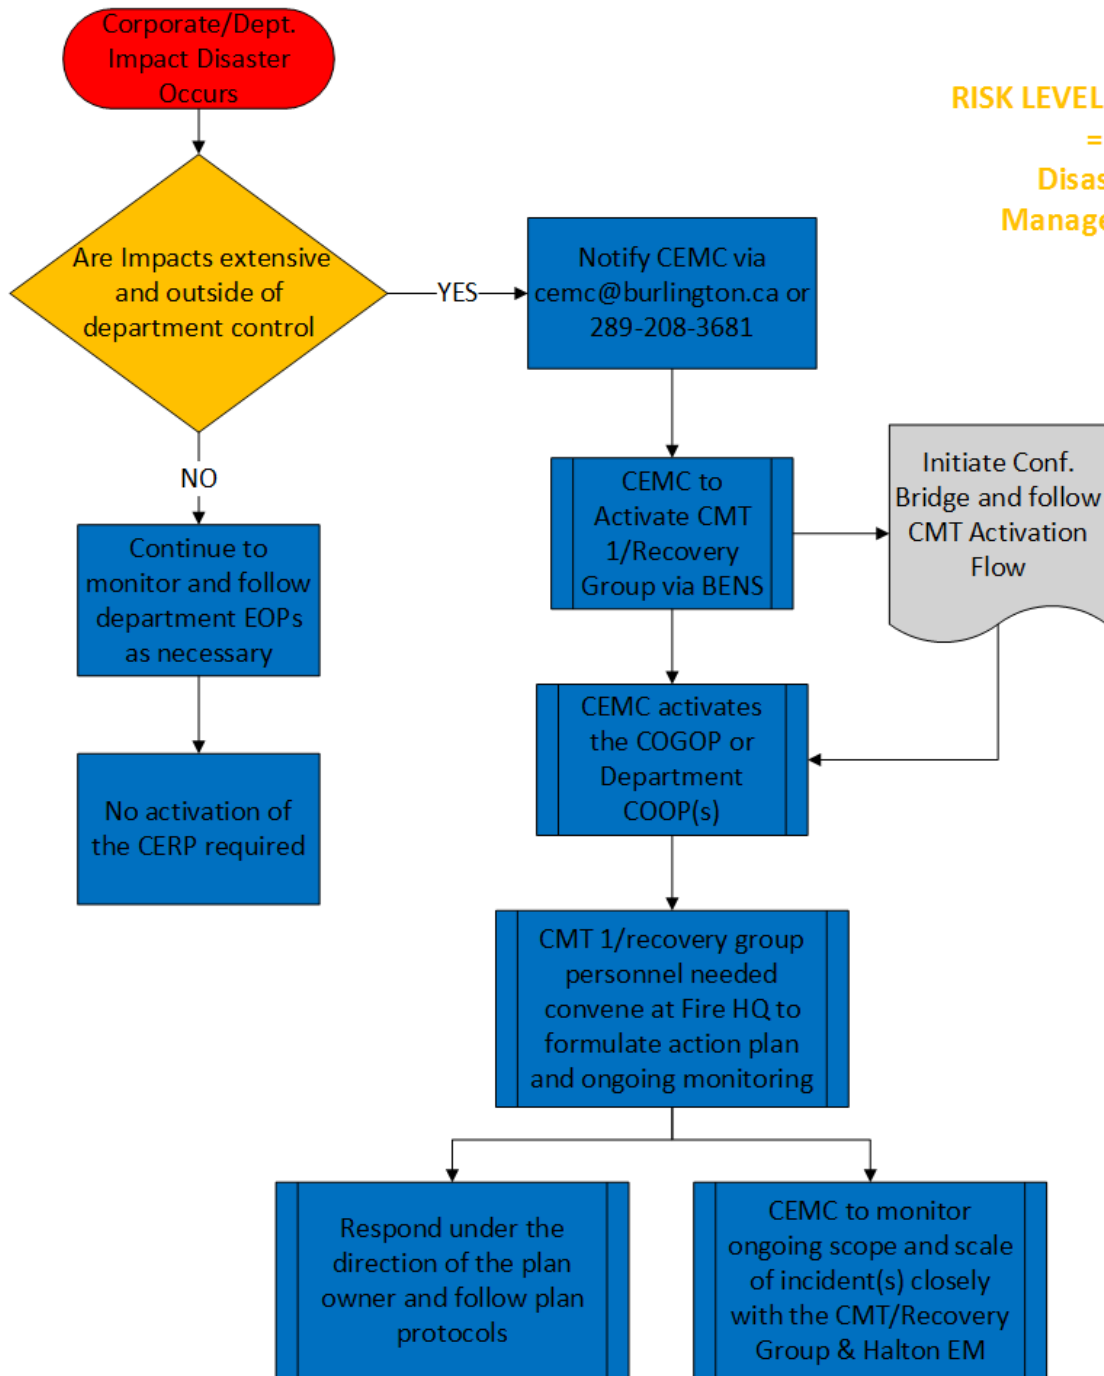 Corporate/Dept.
Impact Disaster
Occurs
RISK LEVEL
=
Disas
Manage
Are Impacts extensive
and outside of
department control
YES
Notify CEMC via
cemc@burlington.ca or
289-208-3681
NO
CEMC to
Activate CMT
1/Recovery
Group via BENS
Initiate Conf.
Bridge and follow
CMT Activation
Flow
Continue to
monitor and follow
department EOPs
as necessary
CEMC activates
the COGOP or
Department
COOP(s)
No activation of
the CERP required
CMT 1/recovery group
personnel needed
convene at Fire HQ to
formulate action plan
and ongoing monitoring
Respond under the
direction of the plan
owner and follow plan
protocols
CEMC to monitor
ongoing scope and scale
of incident(s) closely
with the CMT/Recovery
Group & Halton EM